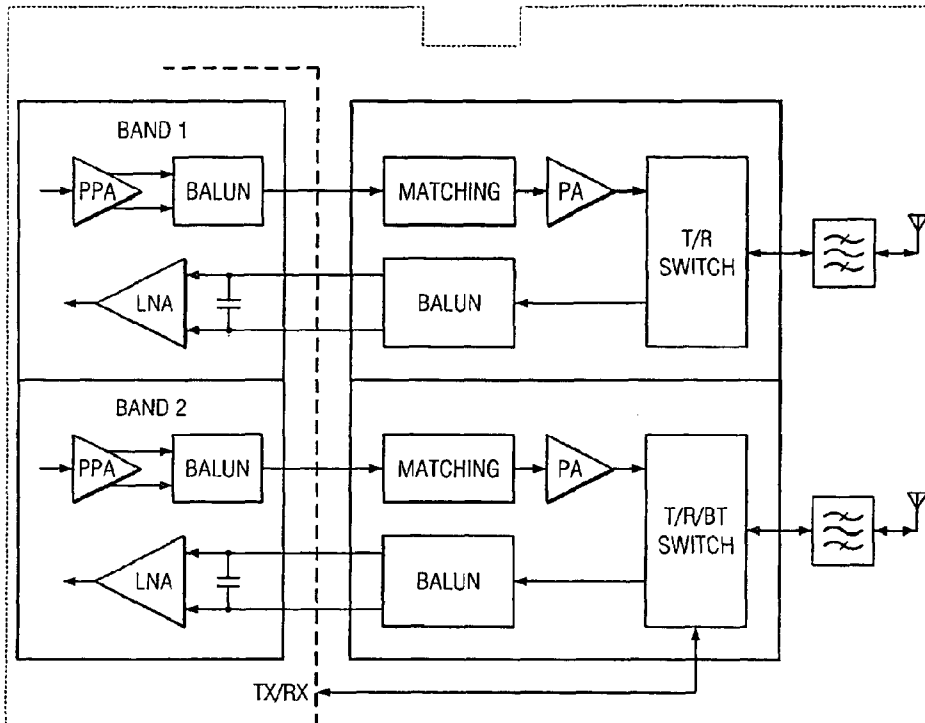 BAND 1
PPA
BALUN
MATCHING
PA
T/R
SWITCH
LNA
BALUN
BAND 2
PPA
BALUN
MATCHING
PA
T/R/BT
SWITCH
LNA
BALUN
TX/RX